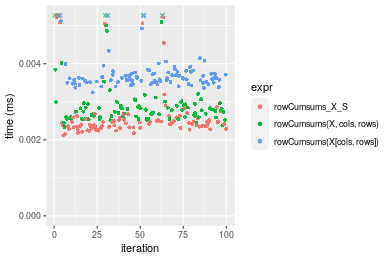 0.004
0.002
0.000
time (ms)
0
25
50
75
100
iteration
expr
rowCumsums_X_S
rowCumsums(X, cols, rows)
rowCumsums(X[cols, rows])